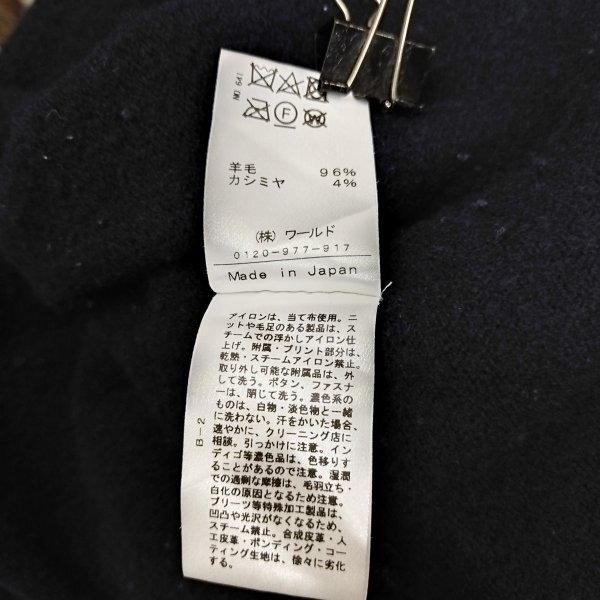 NO 641
F
W
羊毛 96%
カシミヤ 4%
(株) ワールド
0120-977-917
Made in Japan
B-2
アイロンは、当て布使用。ニ
ットや毛足のある製品は、ス
チームでの浮かしアイロン仕
上げ。附属・プリント部分は、
乾熱・スチームアイロン禁止。
取り外し可能な附属品は、外
して洗う。ボタン、ファスナ
ーは、閉じて洗う。濃色系の
ものは、白物・淡色物と一緒
に洗わない。汗をかいた場合、
速やかに、クリーニング店に
相談。引っかけに注意。イン
ディゴ等濃色品は、色移りす
ることがあるので注意。湿潤
での過剰な摩擦は、毛羽立ち・
白化の原因となるため注意。
プリーツ等特殊加工製品は、
凹凸や光沢がなくなるため、
スチーム禁止。合成皮革・人
工皮革・ボンディング・コー
ティング生地は、徐々に劣化
する。